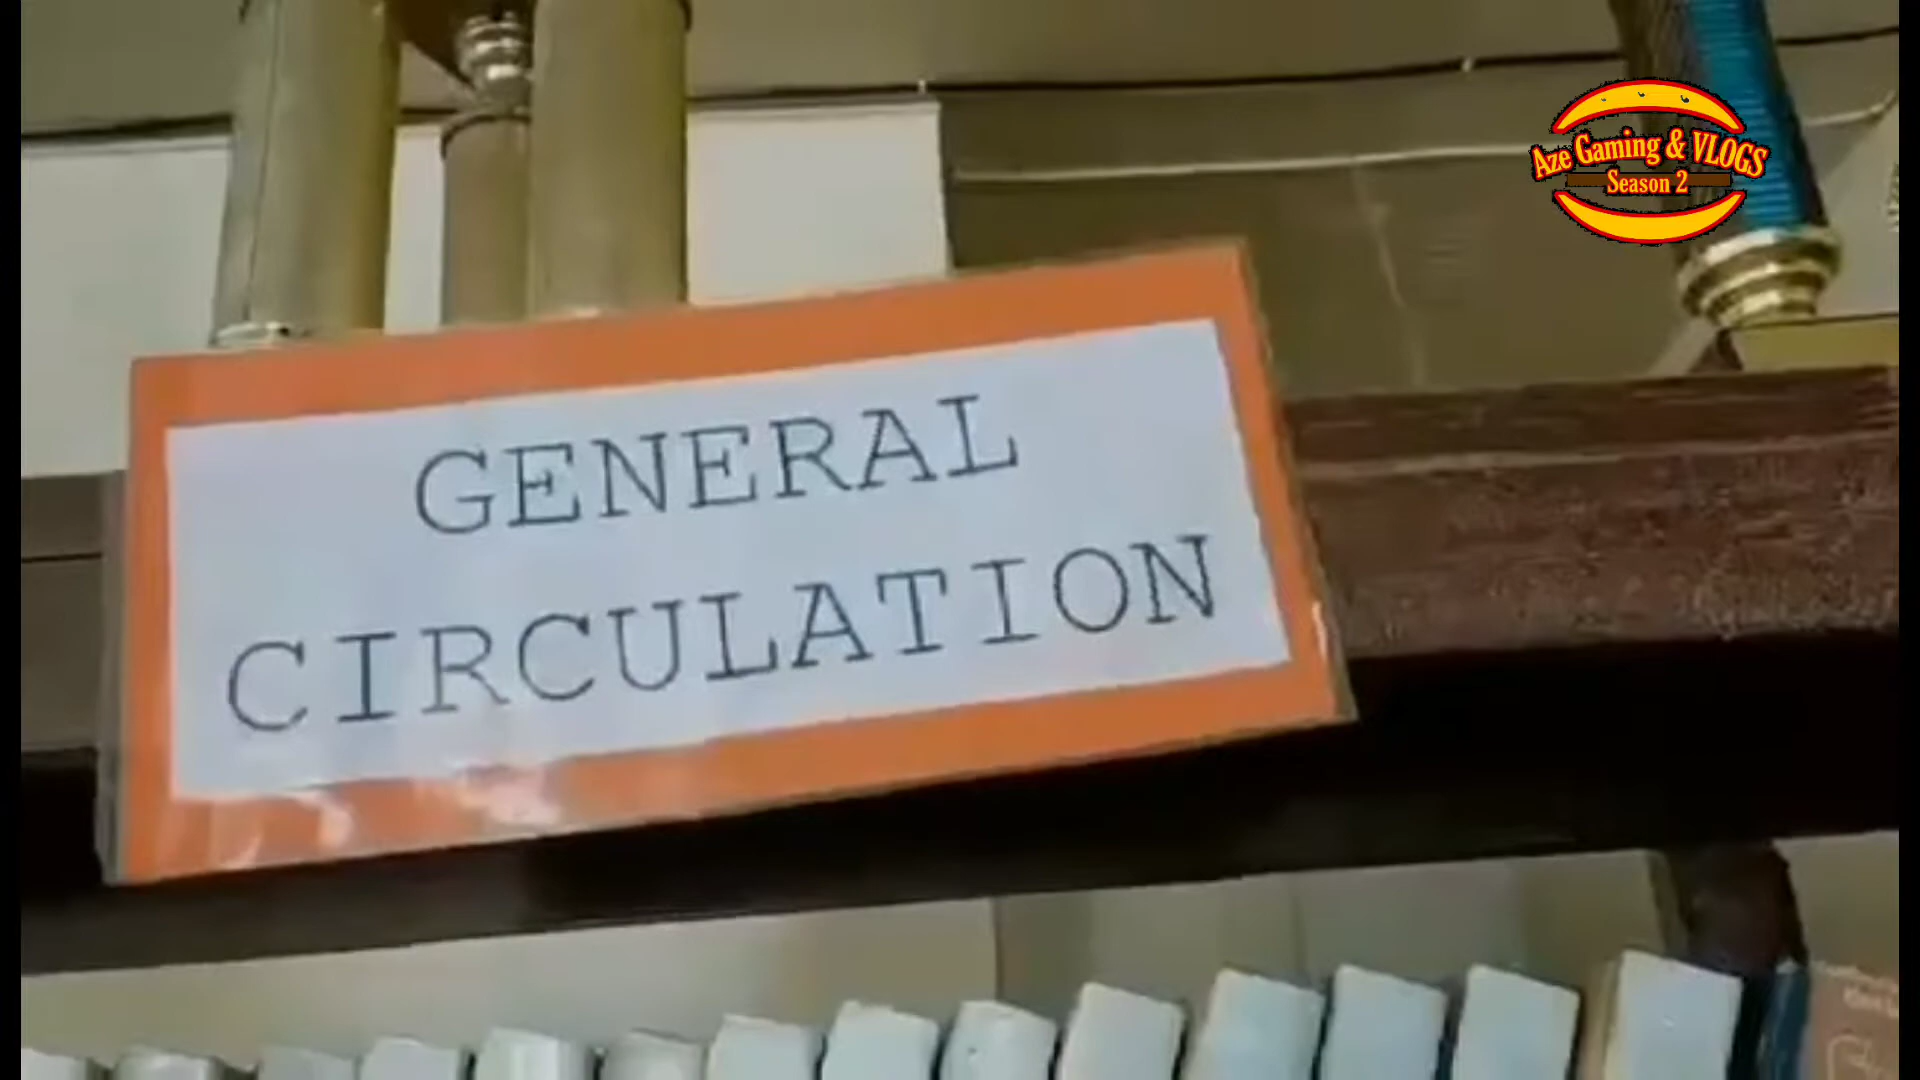 Aze Gaming & VLOGS
Season 2
GENERAL
CIRCULATION